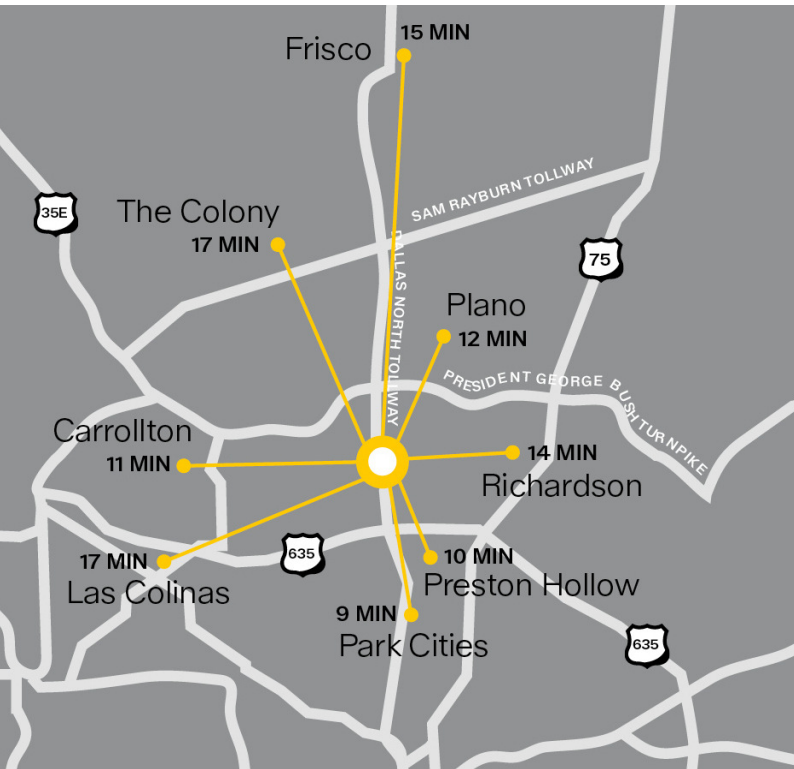 15 MIN
Frisco
SAM RAYBURN TOLLWAY
35E
The Colony
17 MIN
DALLAS NORTH TOLLWAY
75
Plano
12 MIN
PRESIDENT GEORGE BUSH TURNPIKE
Carrollton
11 MIN
14 MIN
Richardson
635
17 MIN
Las Colinas
10 MIN
Preston Hollow
9 MIN
Park Cities
635